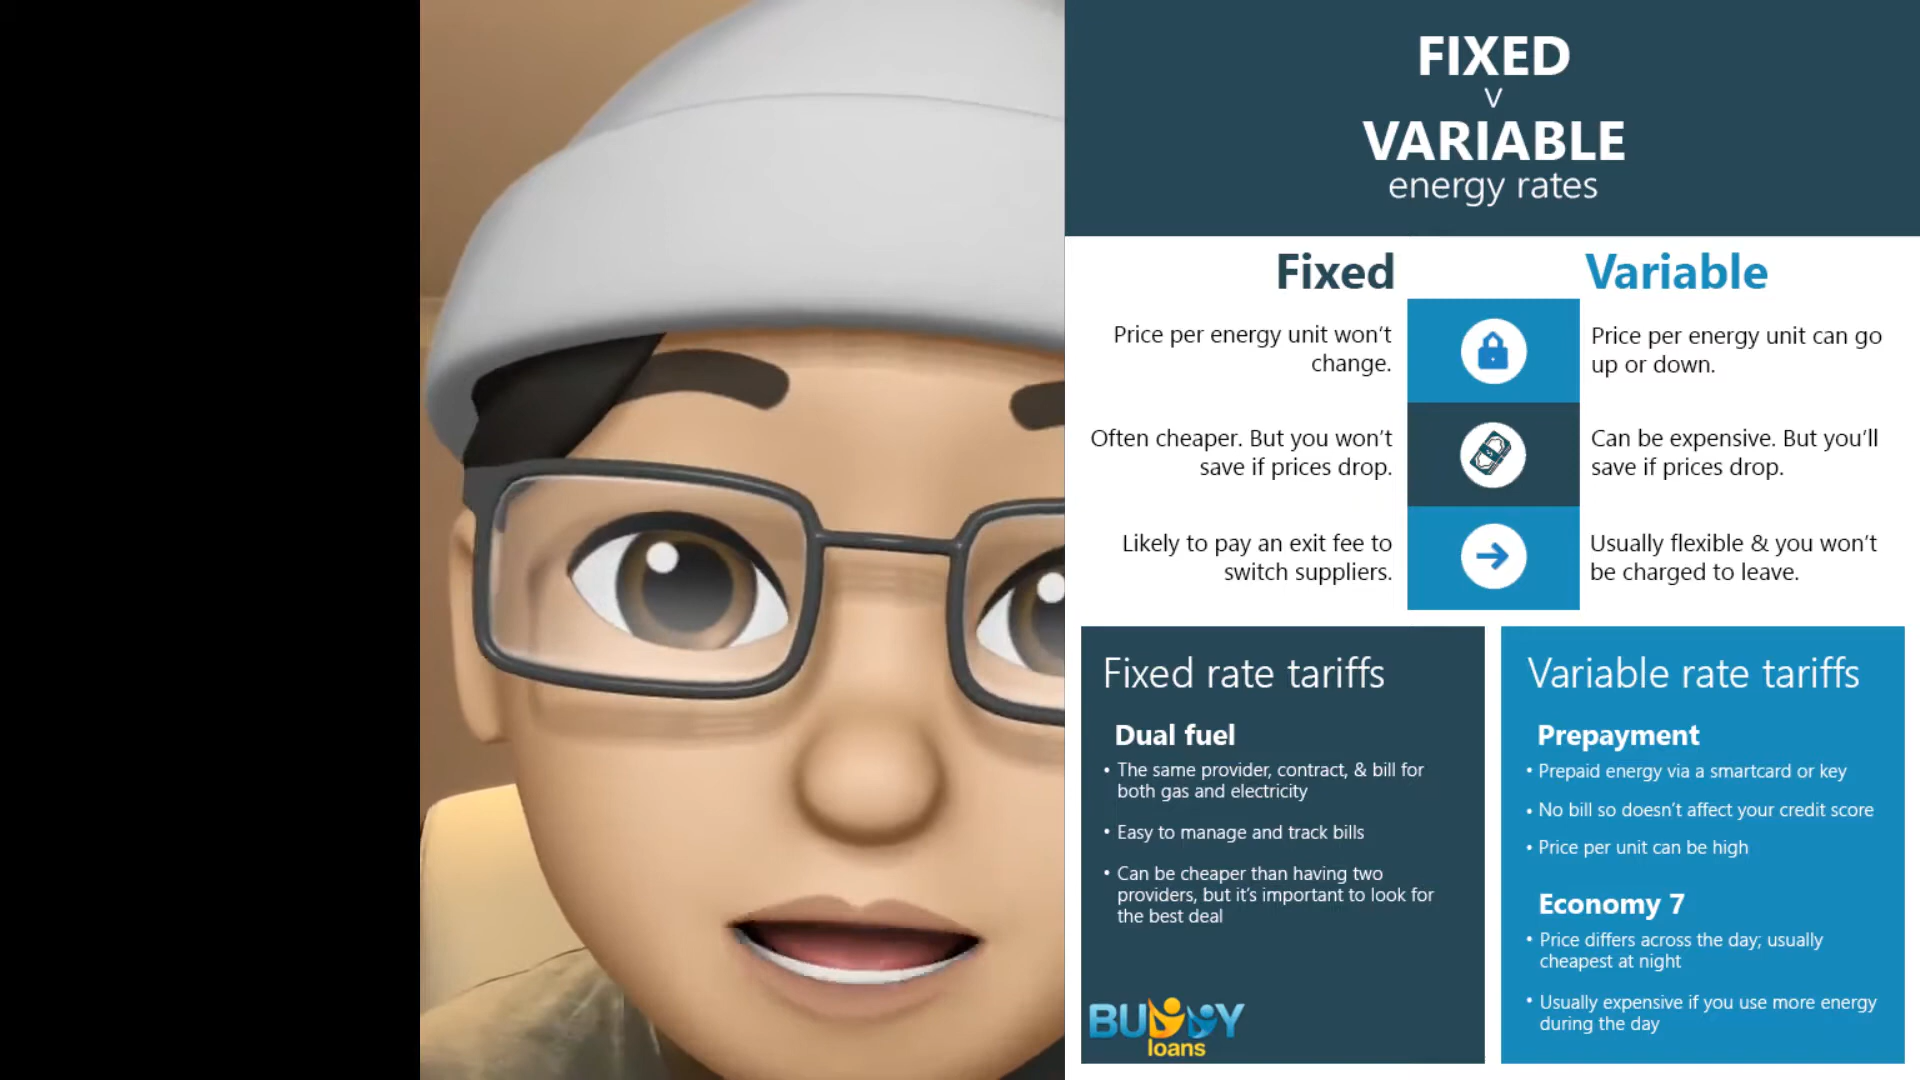 FIXED
v
VARIABLE
energy rates
Fixed
Variable
Price per energy unit won't
change.
Price per energy unit can go
up or down.
Often cheaper. But you won't
save if prices drop.
Can be expensive. But you'll
save if prices drop.
Likely to pay an exit fee to
switch suppliers.
Usually flexible & you won't
be charged to leave.
Fixed rate tariffs
Dual fuel
• The same provider, contract, & bill for
both gas and electricity
• Easy to manage and track bills
• Can be cheaper than having two
providers, but it's important to look for
the best deal
BUDDY
loans
Variable rate tariffs
Prepayment
• Prepaid energy via a smartcard or key
• No bill so doesn't affect your credit score
• Price per unit can be high
Economy 7
• Price differs across the day; usually
cheapest at night
• Usually expensive if you use more energy
during the day